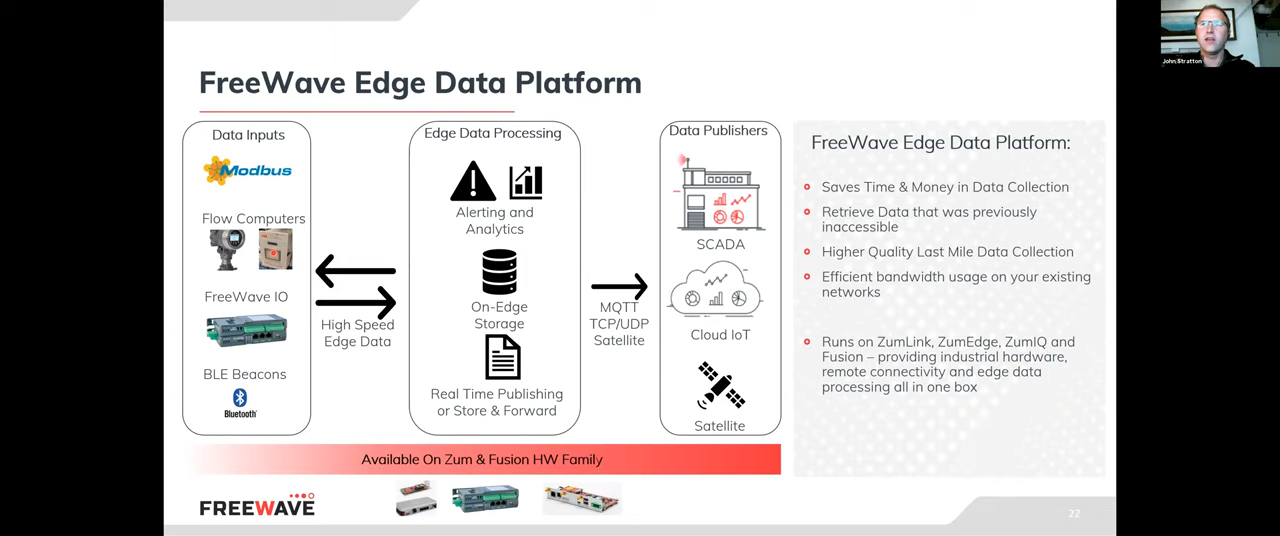 FreeWave Edge Data Platform
Data Inputs
Modbus
Flow Computers
FreeWave IO
BLE Beacons
Bluetooth
High Speed
Edge Data
Edge Data Processing
Alerting and
Analytics
On-Edge
Storage
Real Time Publishing
or Store & Forward
MQTT
TCP/UDP
Satellite
Data Publishers
SCADA
Cloud IoT
Satellite
FreeWave Edge Data Platform:
Saves Time & Money in Data Collection
Retrieve Data that was previously
inaccessible
Higher Quality Last Mile Data Collection
Efficient bandwidth usage on your existing
networks
Runs on ZumLink, ZumEdge, ZumIQ and
Fusion – providing industrial hardware,
remote connectivity and edge data
processing all in one box
Available On Zum & Fusion HW Family
FREEWAVE
22
John Stratton